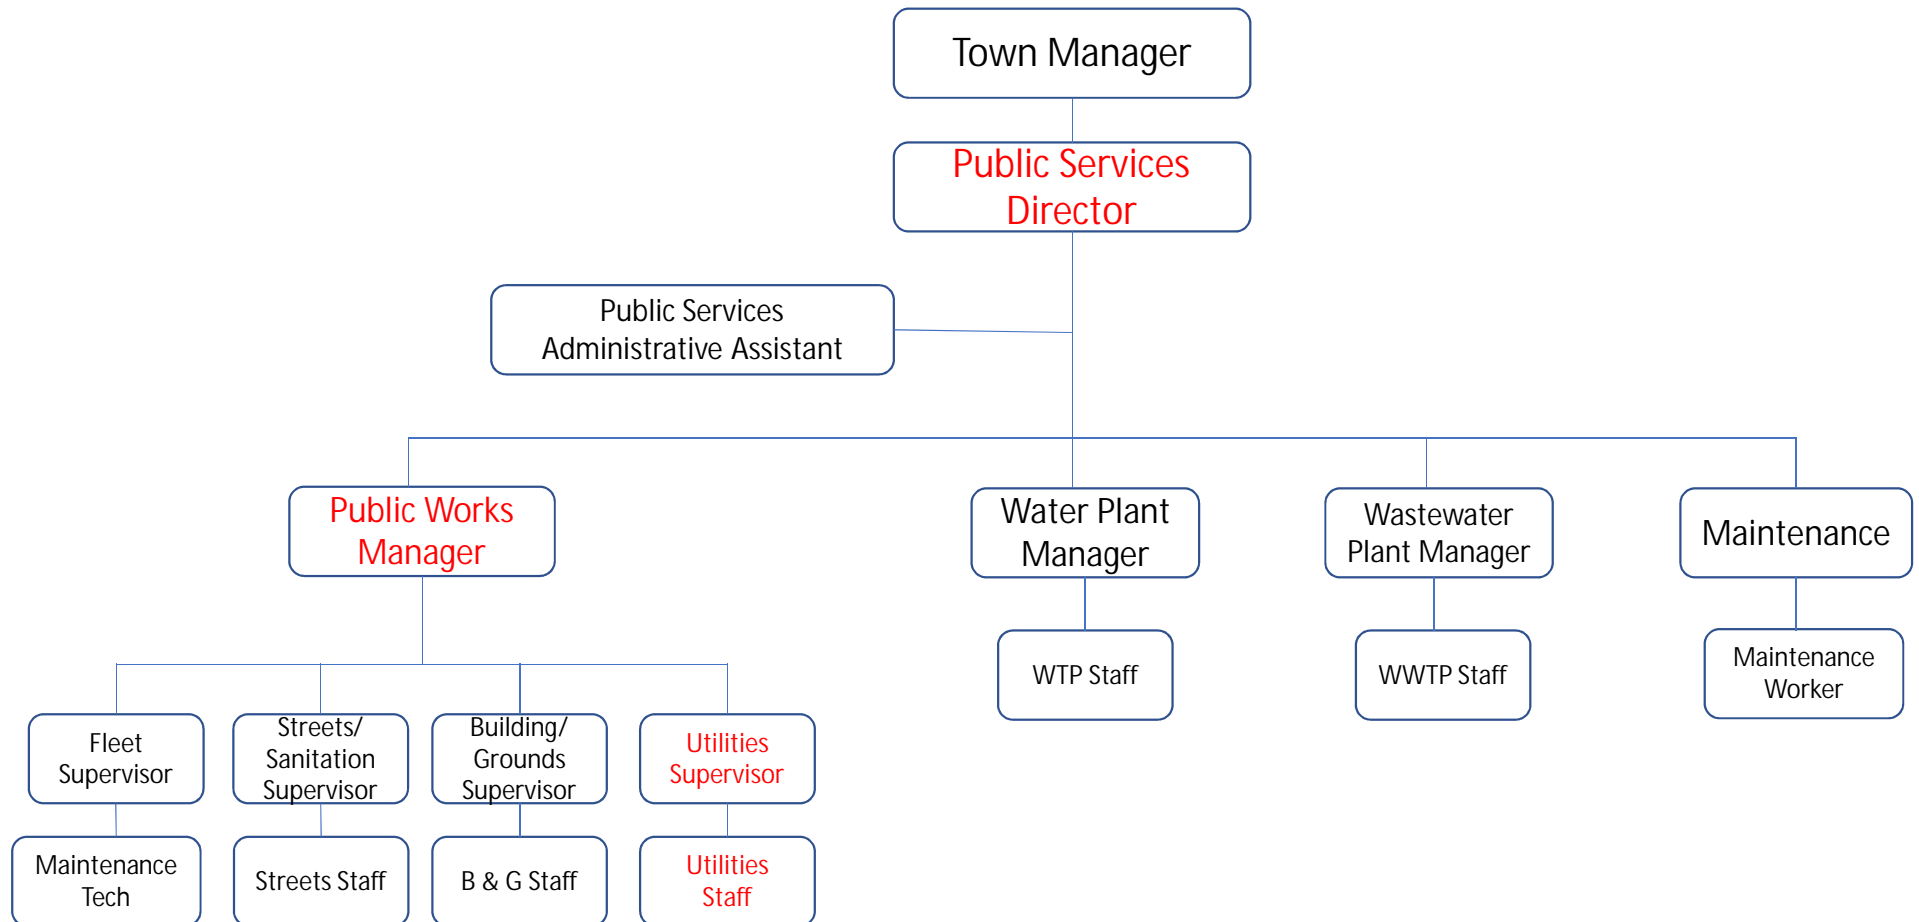 Town Manager
Public Services
Director
Public Services
Administrative Assistant
Public Works
Manager
Water Plant
Manager
Wastewater
Plant Manager
Maintenance
WTP Staff
WWTP Staff
Maintenance
Worker
Fleet
Supervisor
Streets/
Sanitation
Supervisor
Building/
Grounds
Supervisor
Utilities
Supervisor
Maintenance
Tech
Streets Staff
B & G Staff
Utilities
Staff